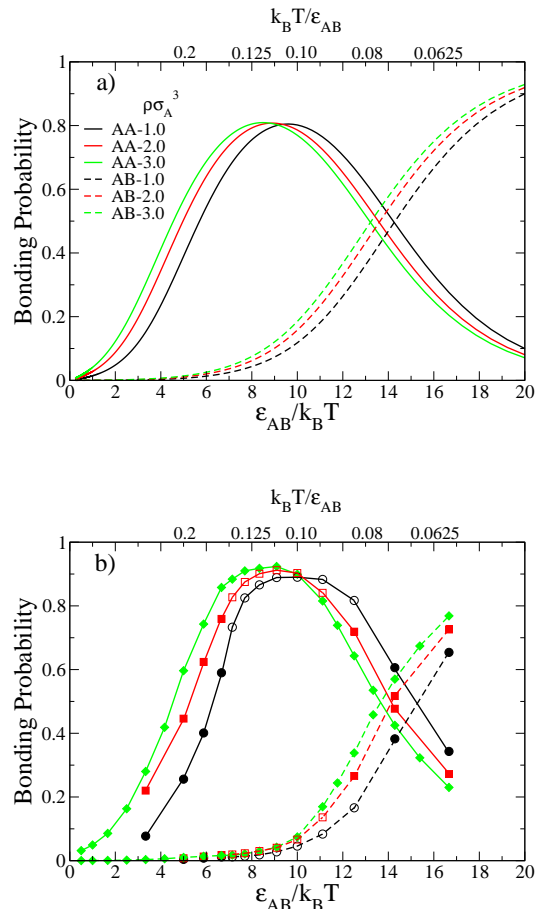 k_BT/ε_AB
0.2 0.125 0.10 0.08 0.0625
a)
ρσ_A^3
AA-1.0
AA-2.0
AA-3.0
AB-1.0
AB-2.0
AB-3.0
Bonding Probability
1
0.8
0.6
0.4
0.2
0
0 2 4 6 8 10 12 14 16 18 20
ε_AB/k_BT
k_BT/ε_AB
0.2 0.125 0.10 0.08 0.0625
b)
Bonding Probability
1
0.8
0.6
0.4
0.2
0
0 2 4 6 8 10 12 14 16 18 20
ε_AB/k_BT